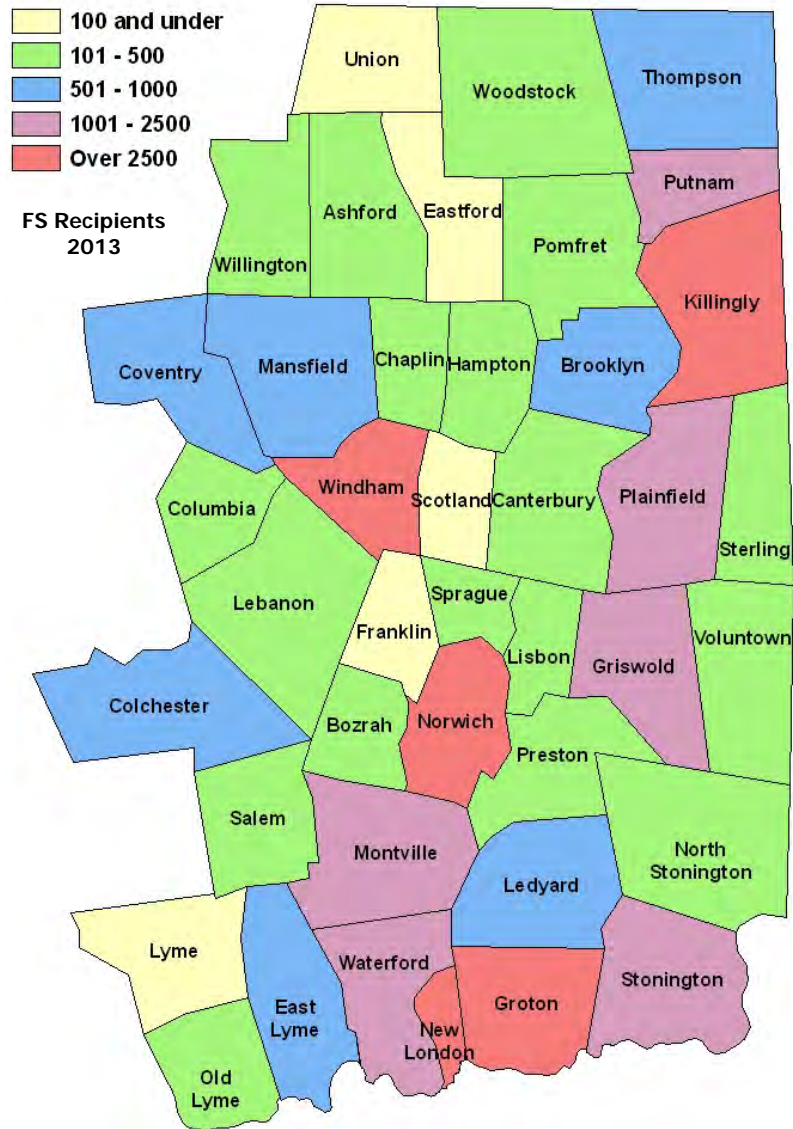 100 and under
101 - 500
501 - 1000
1001 - 2500
Over 2500
FS Recipients
2013
Union
Woodstock
Thompson
Putnam
Ashford
Eastford
Pomfret
Willington
Killingly
Coventry
Mansfield
Chaplin
Hampton
Brooklyn
Windham
Scotland
Canterbury
Plainfield
Columbia
Sterling
Lebanon
Sprague
Franklin
Lisbon
Griswold
Voluntown
Colchester
Bozrah
Norwich
Preston
Salem
Montville
Ledyard
North
Stonington
Lyme
Waterford
Stonington
East
Lyme
New
London
Groton
Old
Lyme